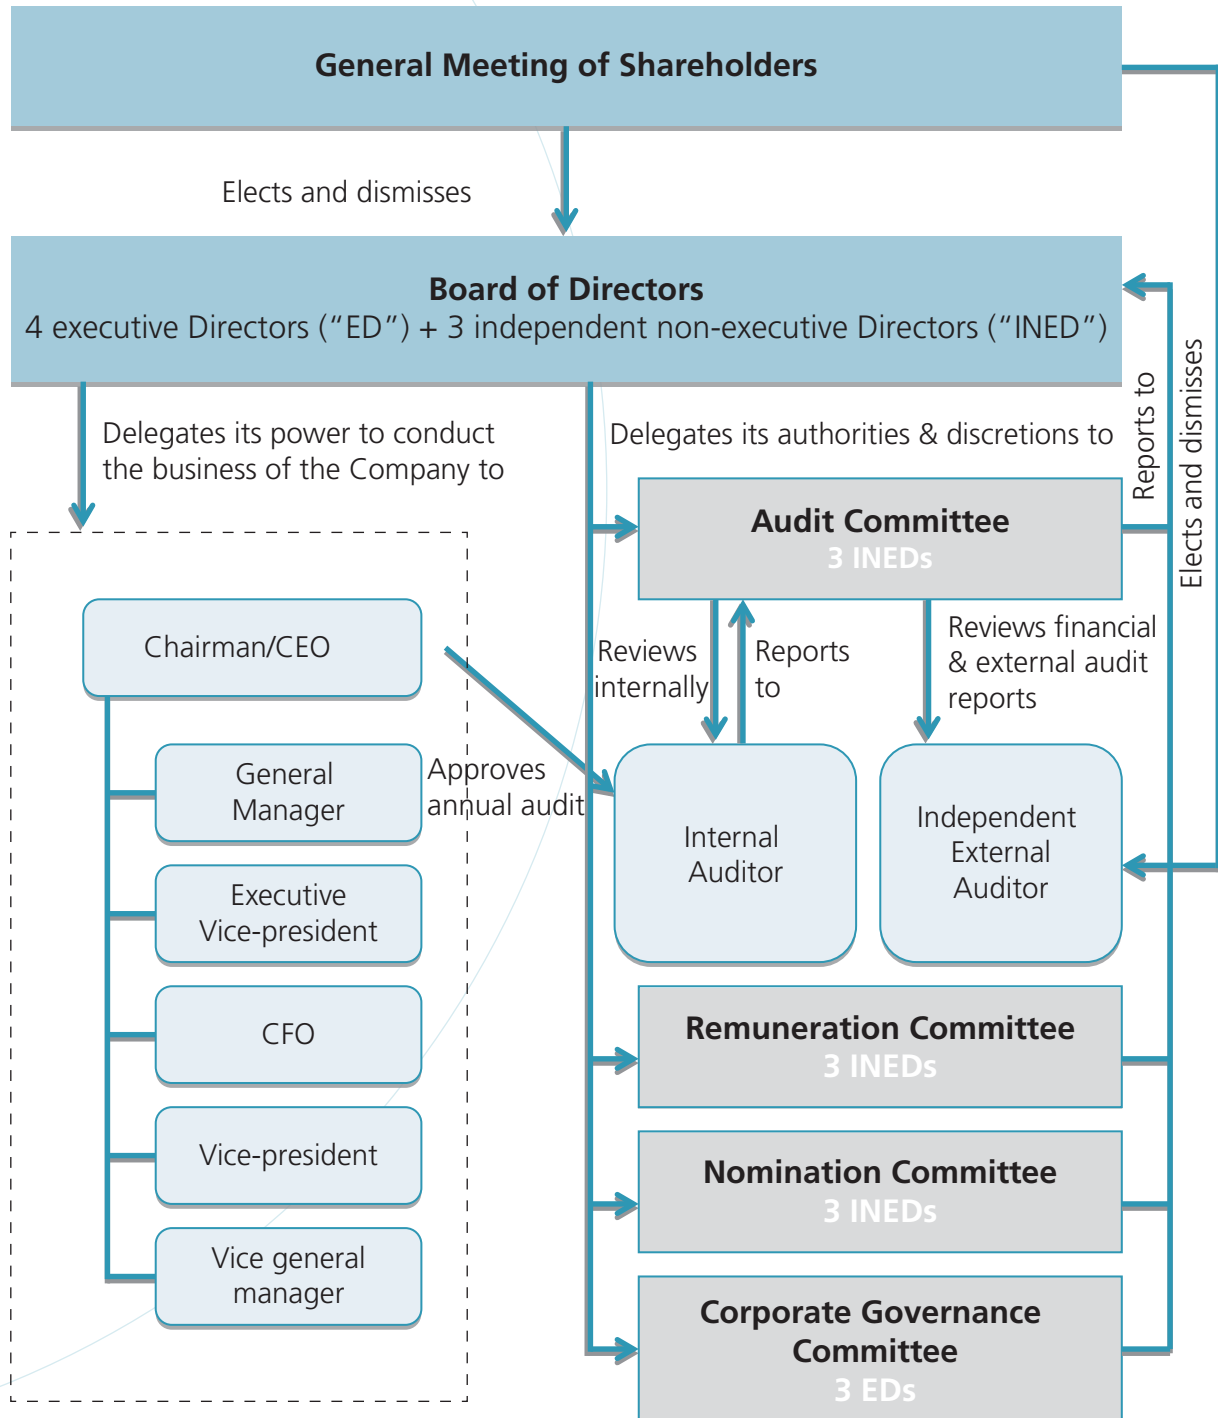 General Meeting of Shareholders
Elects and dismisses
Board of Directors
4 executive Directors (“ED”) + 3 independent non-executive Directors (“INED”)
Delegates its power to conduct
the business of the Company to
Delegates its authorities & discretions to
Reports to
Elects and dismisses
Audit Committee
3 INEDs
Chairman/CEO
Reviews
internally
Reports
to
Reviews financial
& external audit
reports
General
Manager
Approves
annual audit
Internal
Auditor
Independent
External
Auditor
Executive
Vice-president
CFO
Remuneration Committee
3 INEDs
Vice-president
Nomination Committee
3 INEDs
Vice general
manager
Corporate Governance
Committee
3 EDs